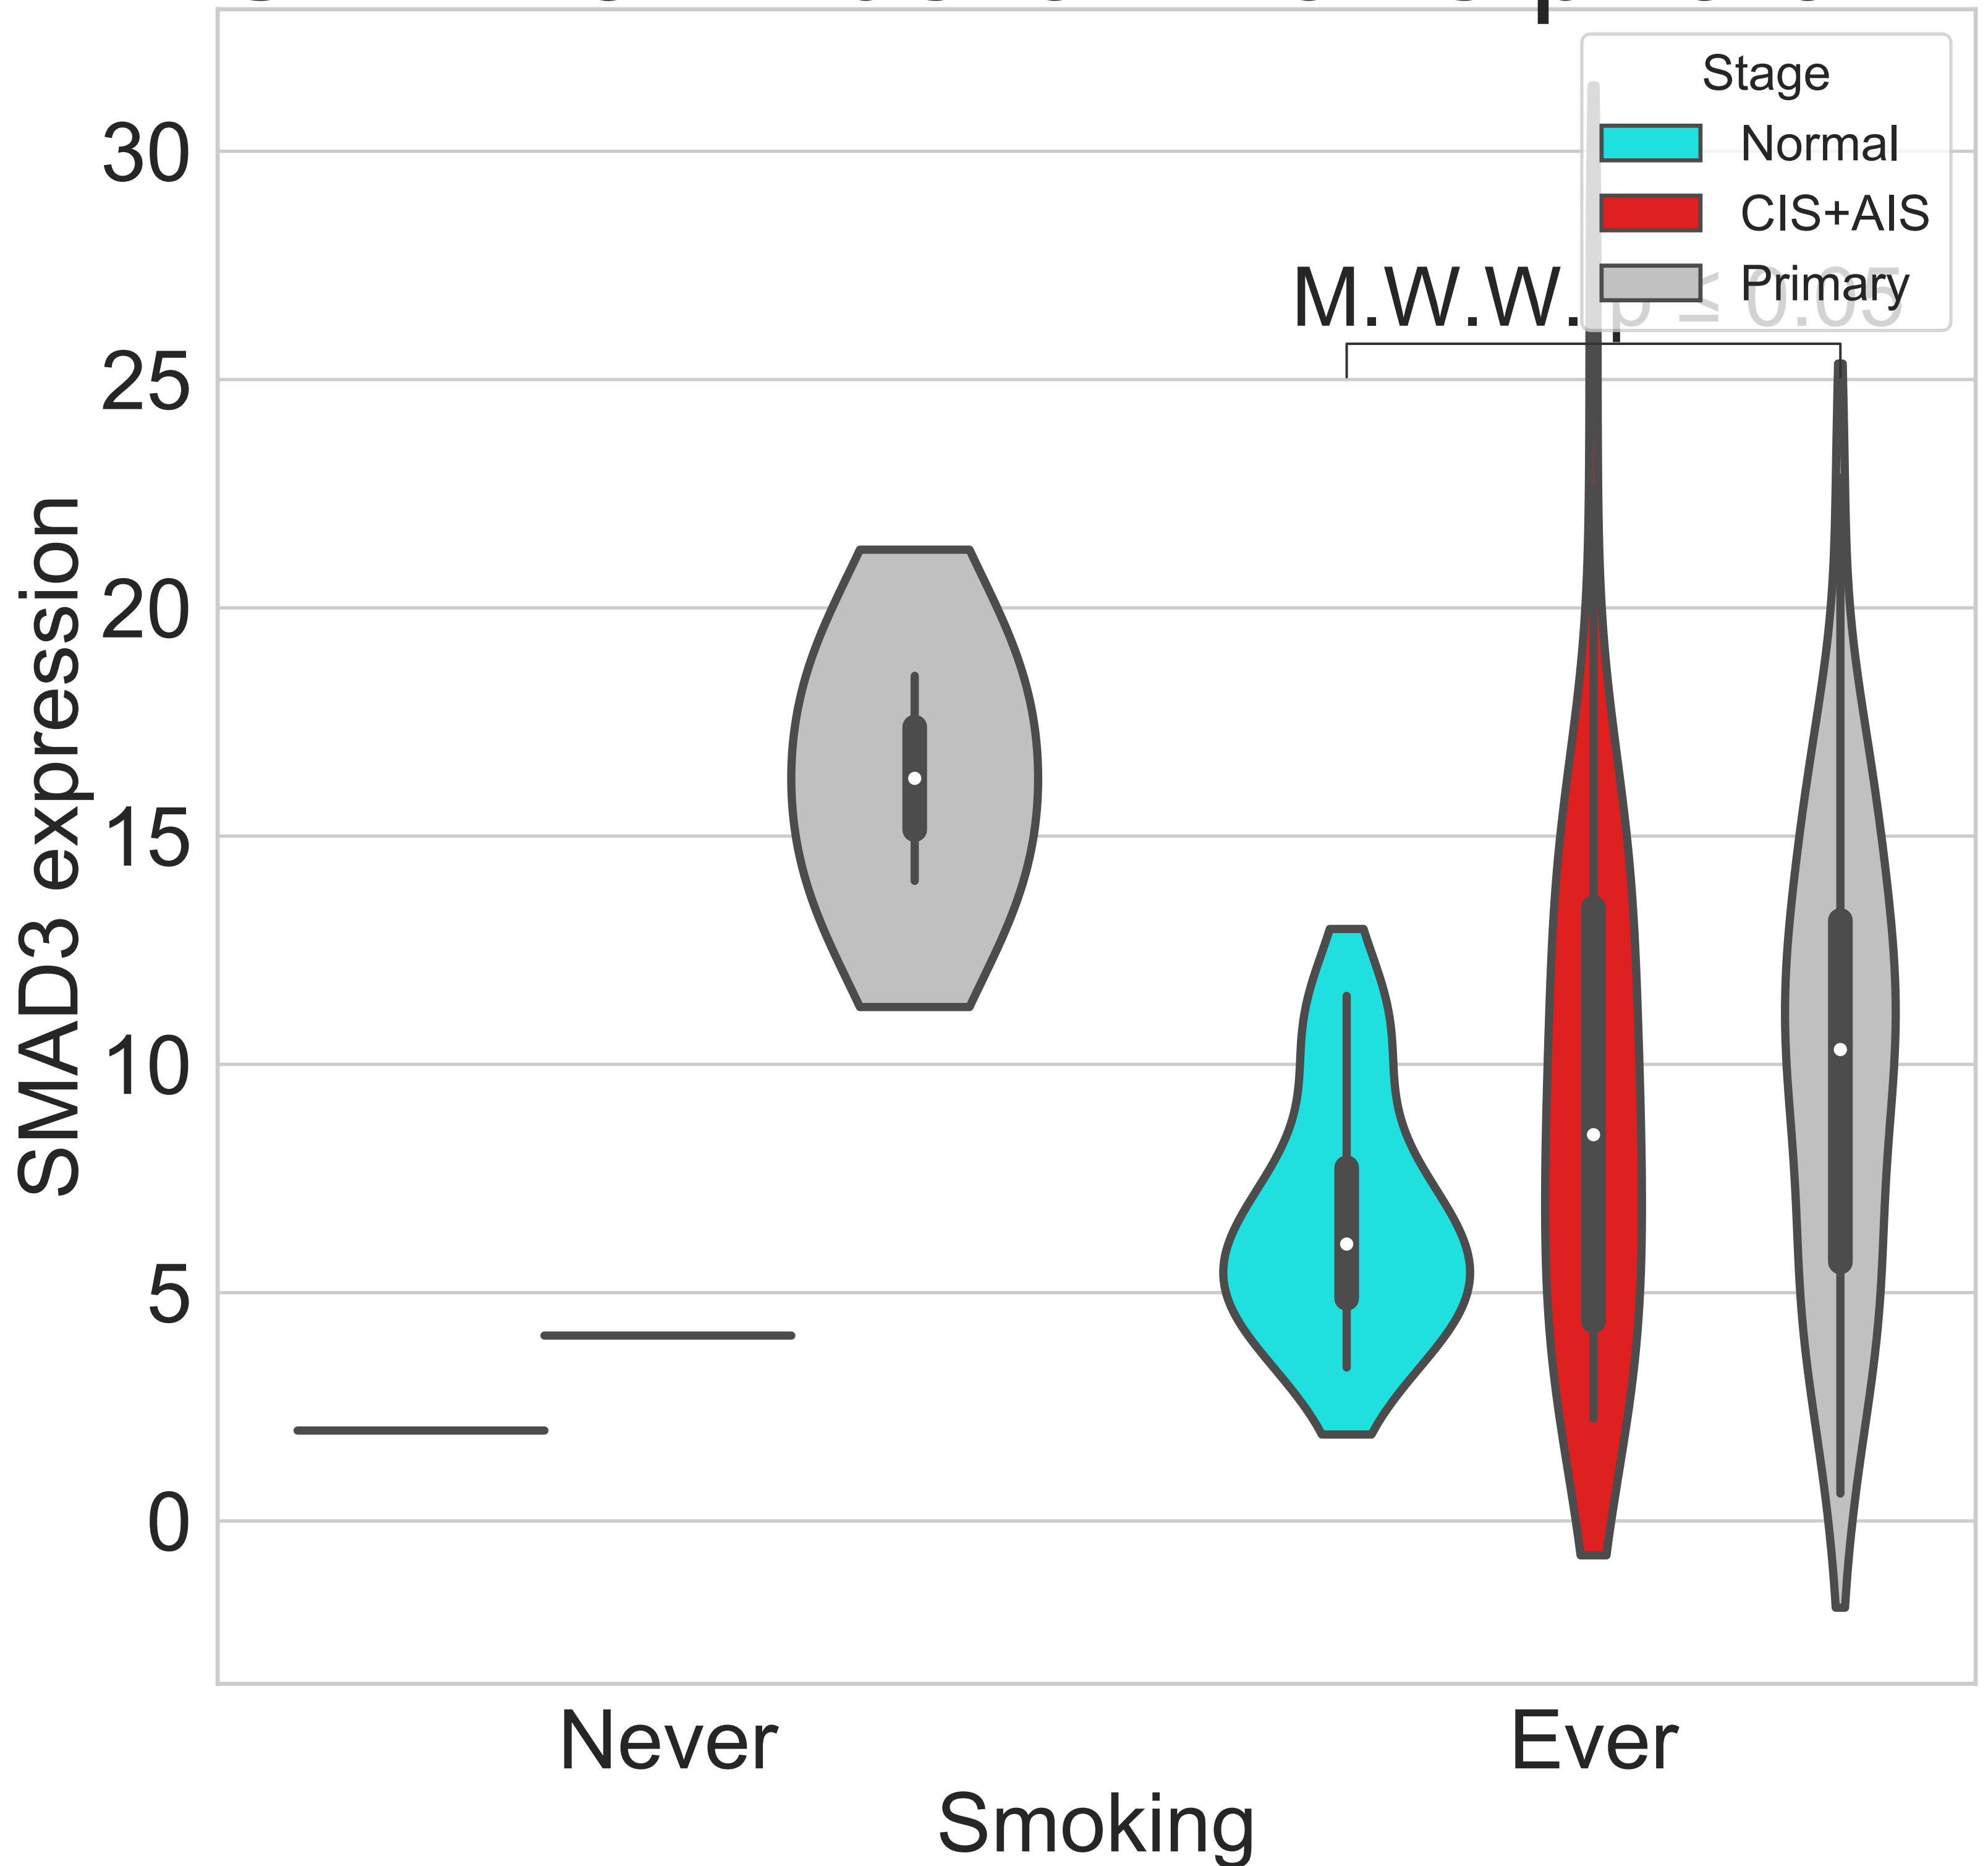 Stage
Normal
CIS+AIS
Primary
M.W.W. p ≤ 0.05
30
25
20
15
10
5
0
SMAD3 expression
Never
Ever
Smoking